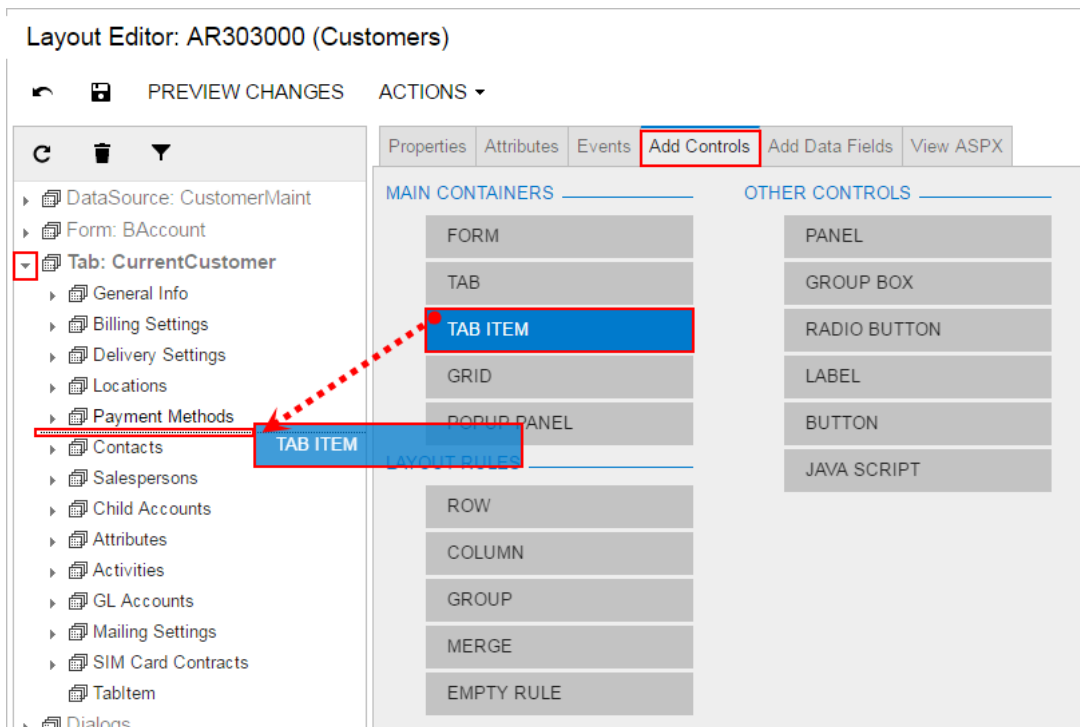 Layout Editor: AR303000 (Customers)
PREVIEW CHANGES ACTIONS
Properties Attributes Events Add Controls Add Data Fields View ASPX
DataSource: CustomerMaint
Form: BAccount
Tab: CurrentCustomer
General Info
Billing Settings
Delivery Settings
Locations
Payment Methods
Contacts
Salespersons
Child Accounts
Attributes
Activities
GL Accounts
Mailing Settings
SIM Card Contracts
TabItem
Dialogs
TAB ITEM
MAIN CONTAINERS
FORM
TAB
TAB ITEM
GRID
POPUP PANEL
LAYOUT RULES
ROW
COLUMN
GROUP
MERGE
EMPTY RULE
OTHER CONTROLS
PANEL
GROUP BOX
RADIO BUTTON
LABEL
BUTTON
JAVA SCRIPT